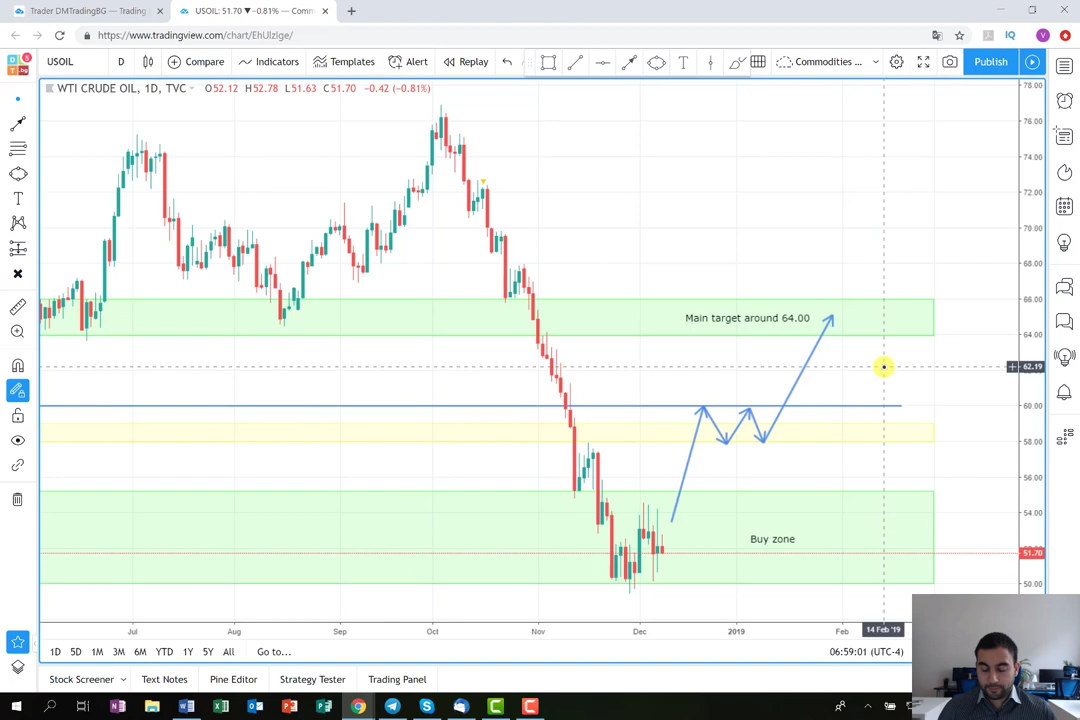 Trader DMTradingBG — Trading
USOIL: 51.70 ▼−0.81% — Comm
https://www.tradingview.com/chart/EhUlzige/
IQ
V
USOIL D Compare Indicators Templates Alert Replay T Commodities ... Publish
WTI CRUDE OIL, 1D, TVC O52.12 H52.78 L51.63 C51.70 −0.42 (−0.81%)
78.00
76.00
74.00
72.00
70.00
68.00
66.00
Main target around 64.00
64.00
62.19
60.00
58.00
56.00
54.00
Buy zone
51.70
50.00
Jul Aug Sep Oct Nov Dec 2019 Feb 14 Feb '19
1D 5D 1M 3M 6M YTD 1Y 5Y All Go to... 06:59:01 (UTC-4)
Stock Screener Text Notes Pine Editor Strategy Tester Trading Panel